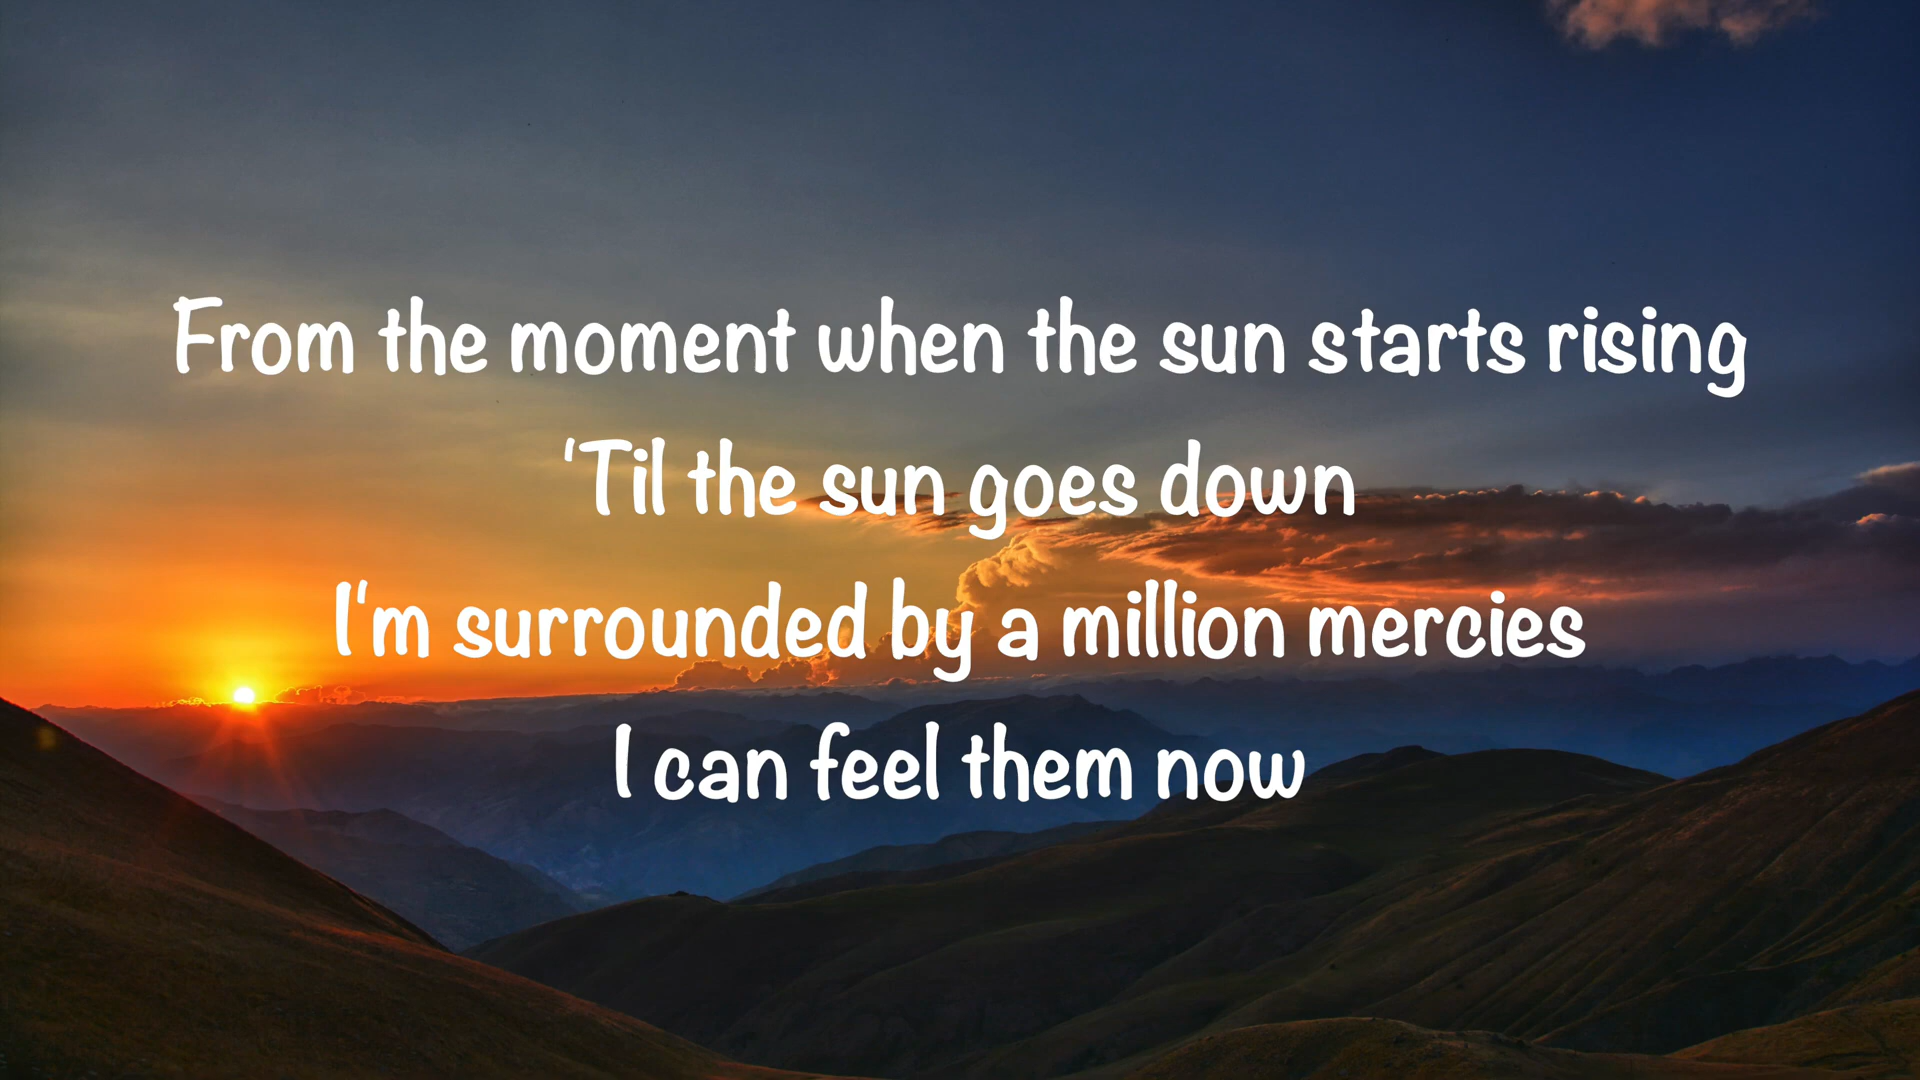 From the moment when the sun starts rising
'Til the sun goes down
I'm surrounded by a million mercies
I can feel them now